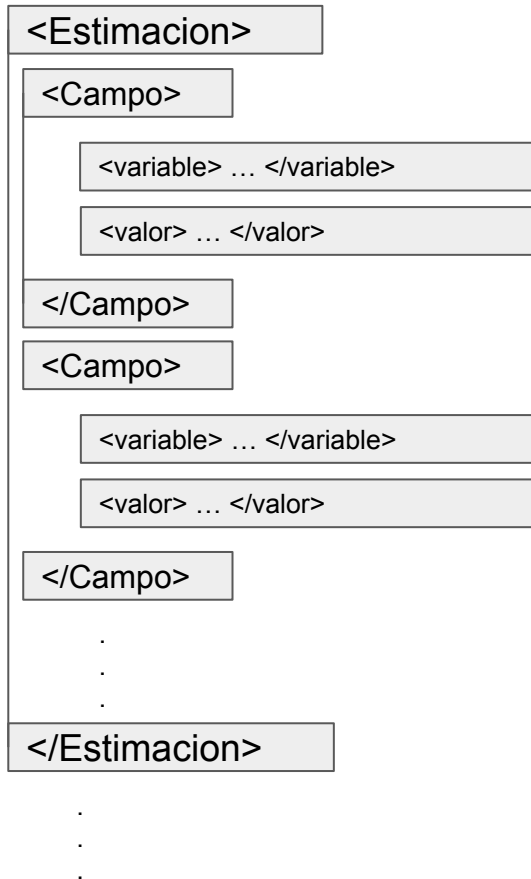 <Estimacion>
<Campo>
<variable> … </variable>
<valor> … </valor>
</Campo>
<Campo>
<variable> … </variable>
<valor> … </valor>
</Campo>
.
.
.
</Estimacion>
.
.
.